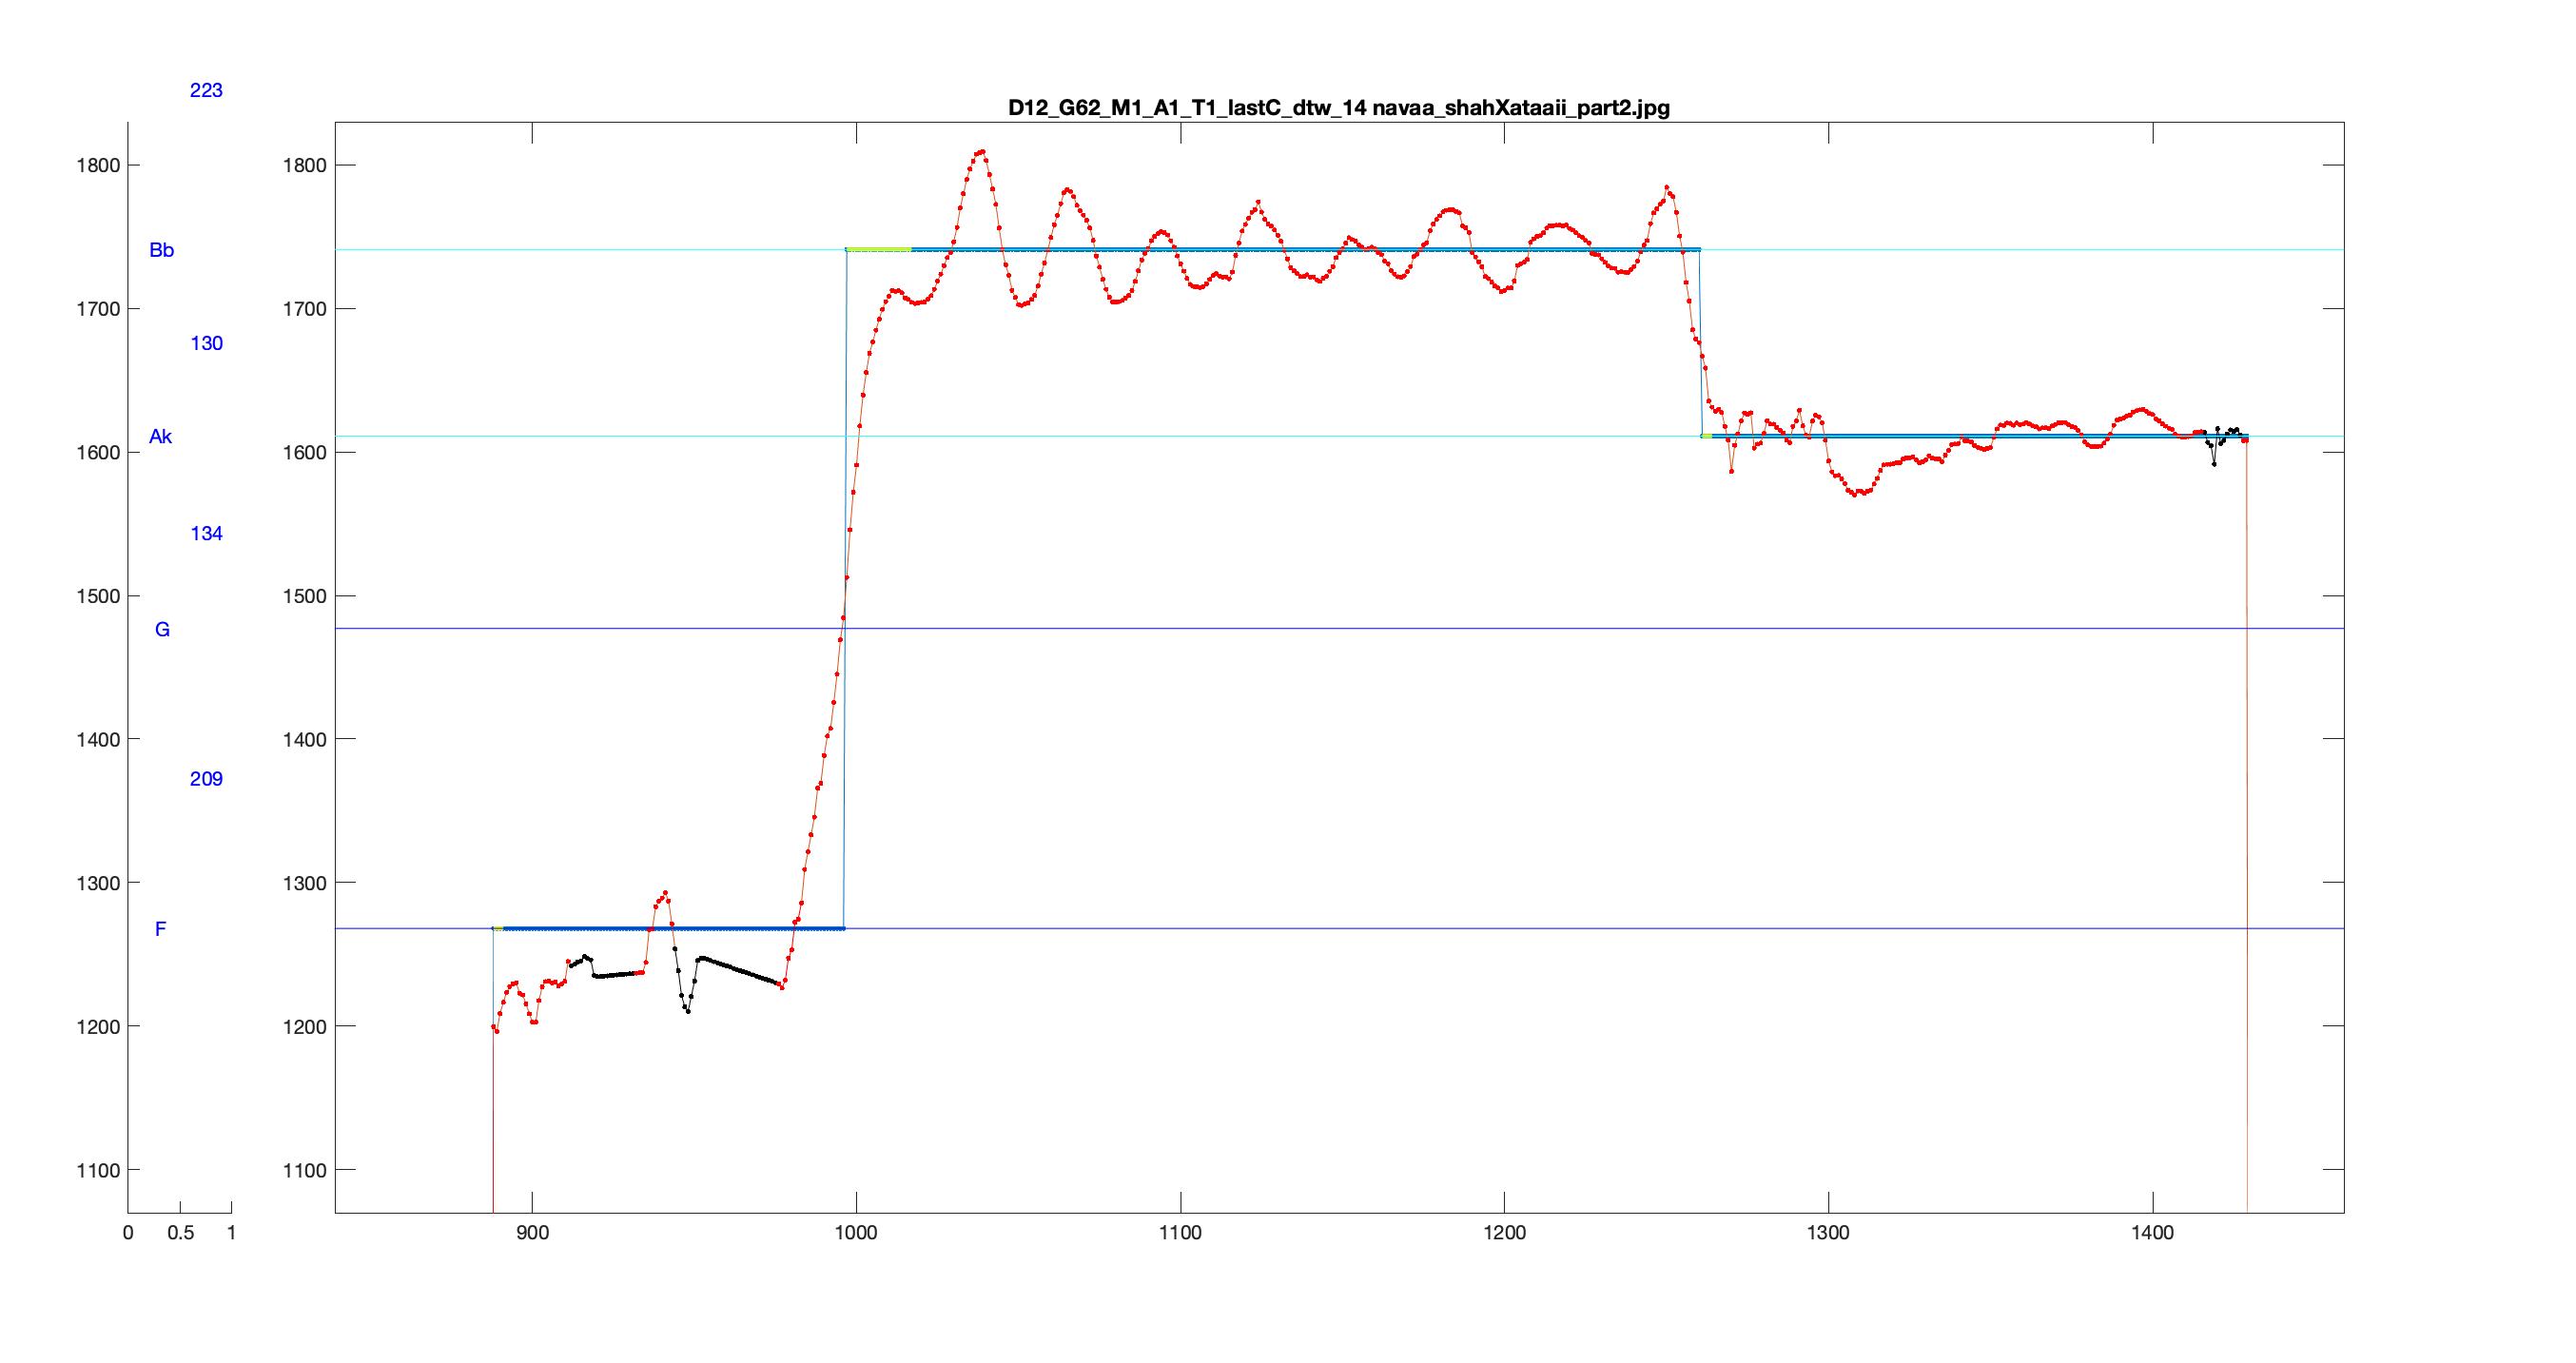 223
D12_G62_M1_A1_T1_lastC_dtw_14 navaa_shahXataaii_part2.jpg
1800 1800
Bb
1700 1700
130
Ak
1600 1600
134
1500 1500
G
1400 1400
209
1300 1300
F
1200 1200
1100 1100
0 0.5 1 900 1000 1100 1200 1300 1400